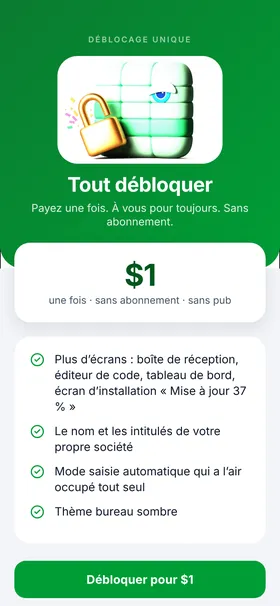 DÉBLOCAGE UNIQUE
Tout débloquer
Payez une fois. À vous pour toujours. Sans
abonnement.
$1
une fois · sans abonnement · sans pub
Plus d’écrans : boîte de réception,
éditeur de code, tableau de bord,
écran d’installation « Mise à jour 37
% »
Le nom et les intitulés de votre
propre société
Mode saisie automatique qui a l’air
occupé tout seul
Thème bureau sombre
Débloquer pour $1